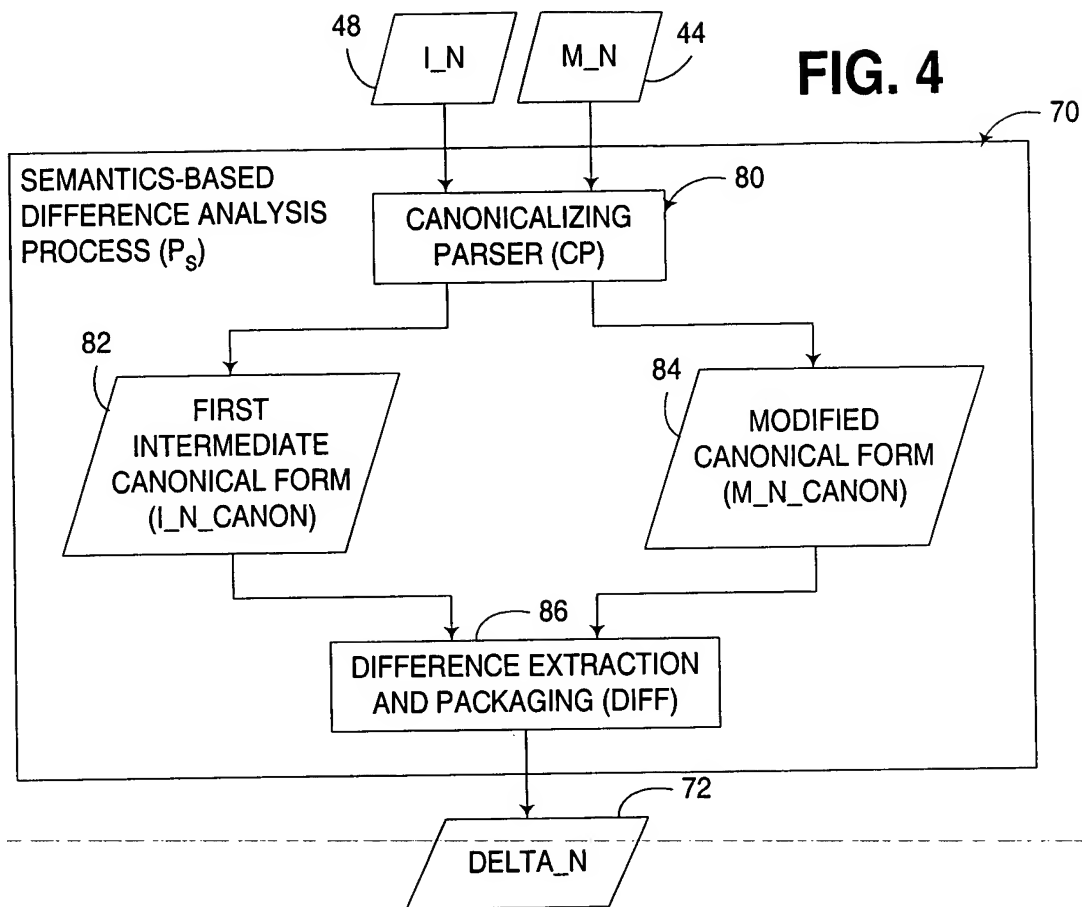 48
I_N
M_N
44
FIG. 4
70
SEMANTICS-BASED
DIFFERENCE ANALYSIS
PROCESS (PS)
80
CANONICALIZING
PARSER (CP)
82
FIRST
INTERMEDIATE
CANONICAL FORM
(I_N_CANON)
84
MODIFIED
CANONICAL FORM
(M_N_CANON)
86
DIFFERENCE EXTRACTION
AND PACKAGING (DIFF)
72
DELTA_N